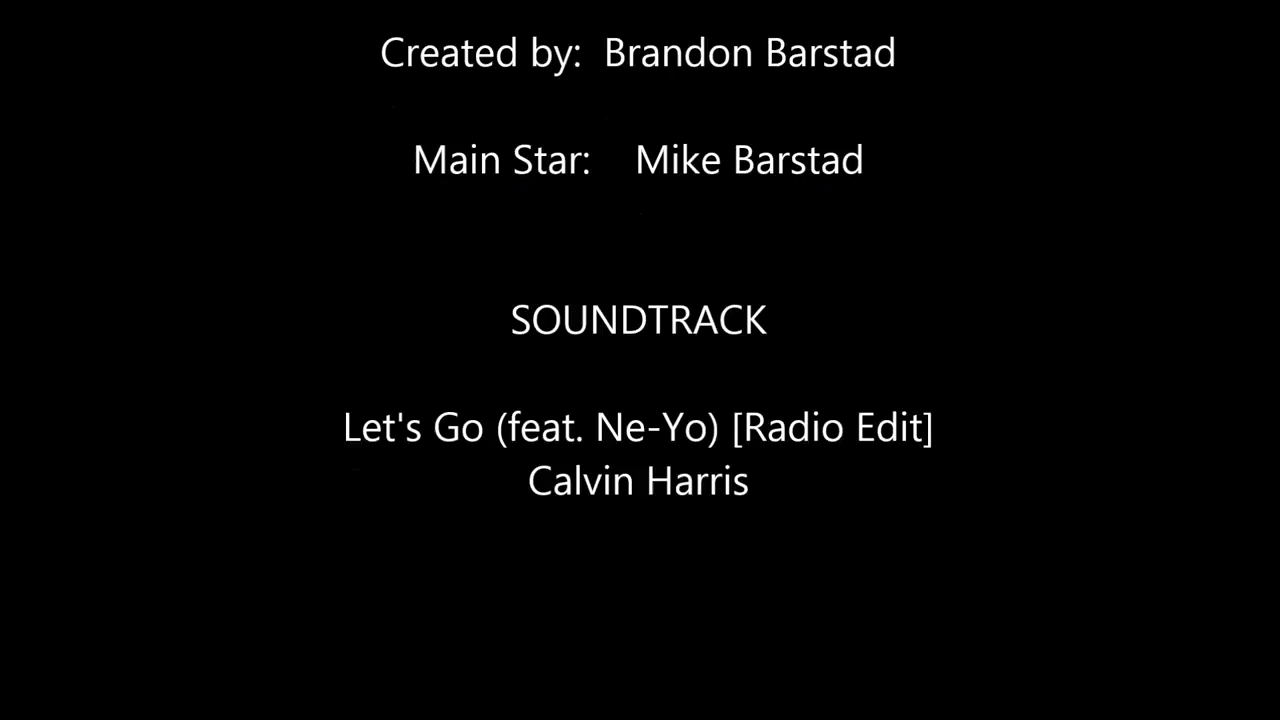 Created by: Brandon Barstad
Main Star: Mike Barstad
SOUNDTRACK
Let's Go (feat. Ne-Yo) [Radio Edit]
Calvin Harris